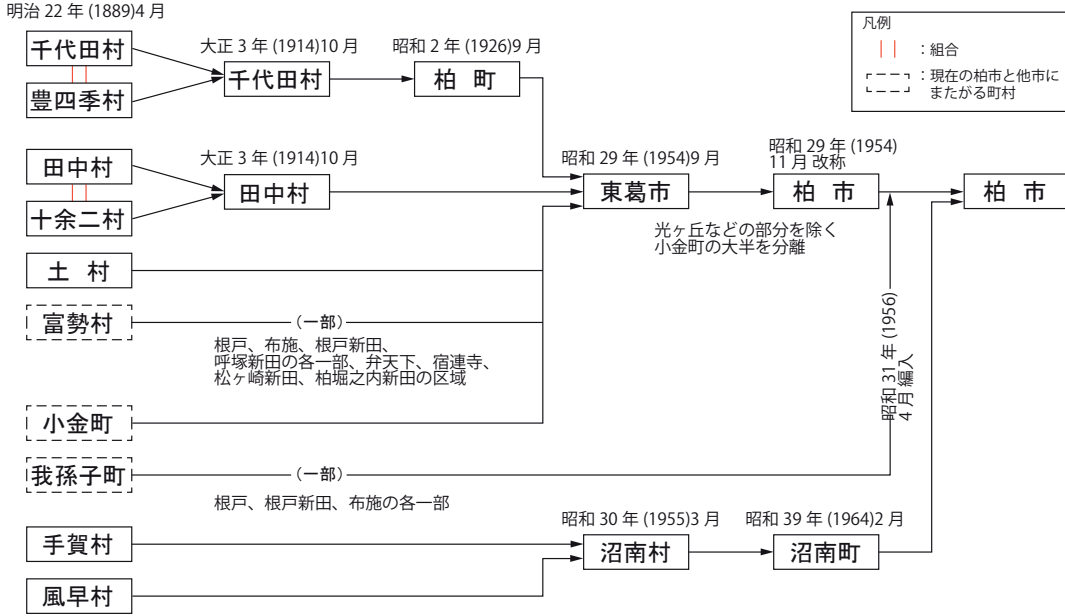 明治 22 年 (1889)4 月
千代田村
豊四季村
大正 3 年 (1914)10 月
千代田村
昭和 2 年 (1926)9 月
柏 町
凡例
：組合
：現在の柏市と他市に
またがる町村
田中村
十余二村
大正 3 年 (1914)10 月
田中村
昭和 29 年 (1954)9 月
東葛市
昭和 29 年 (1954)
11 月 改称
柏 市
柏 市
光ヶ丘などの部分を除く
小金町の大半を分離
土 村
富勢村
（一部）
根戸、布施、根戸新田、
呼塚新田の各一部、弁天下、宿連寺、
松ヶ崎新田、柏堀之内新田の区域
小金町
昭和 31 年 (1956)
4 月 編入
我孫子町
（一部）
根戸、根戸新田、布施の各一部
手賀村
風早村
昭和 30 年 (1955)3 月
沼南村
昭和 39 年 (1964)2 月
沼南町